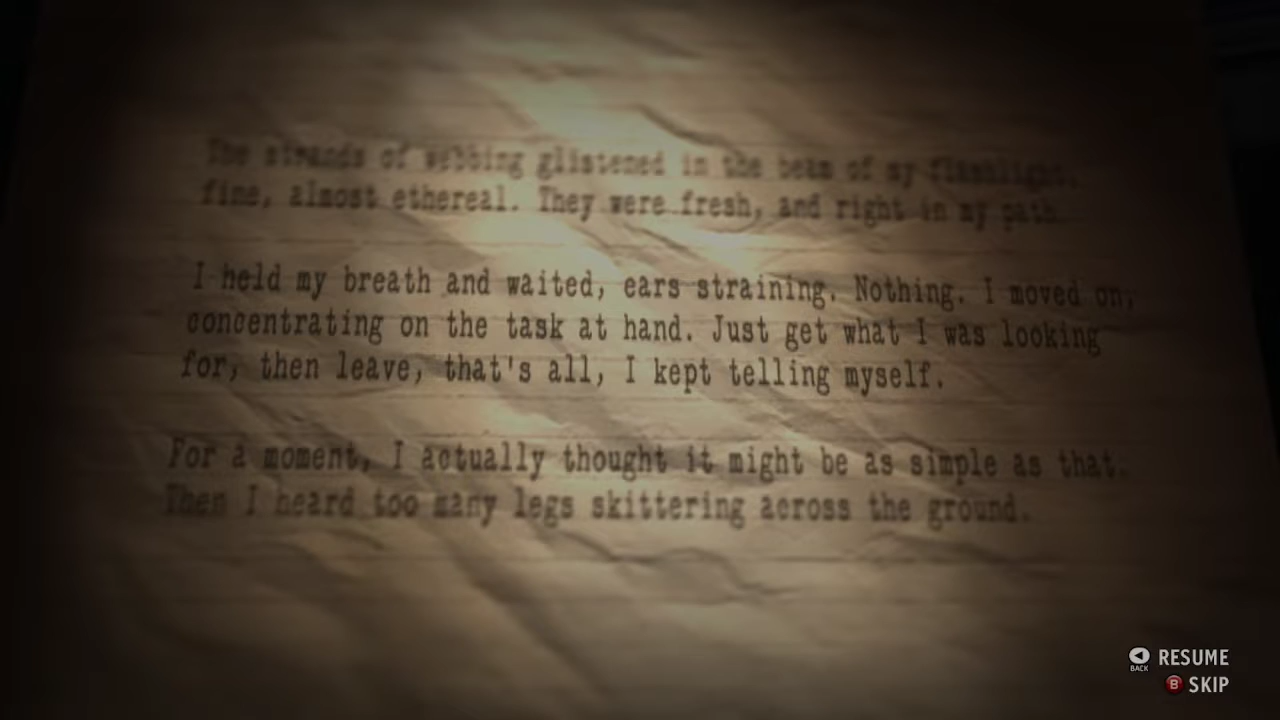 The strands of webbing glistened in the beam of my flashlight,
fine, almost ethereal. They were fresh, and right in my path.
I held my breath and waited, ears straining. Nothing. I moved on,
concentrating on the task at hand. Just get what I was looking
for, then leave, that's all, I kept telling myself.
For a moment, I actually thought it might be as simple as that.
Then I heard too many legs skittering across the ground.
BACK RESUME
B SKIP